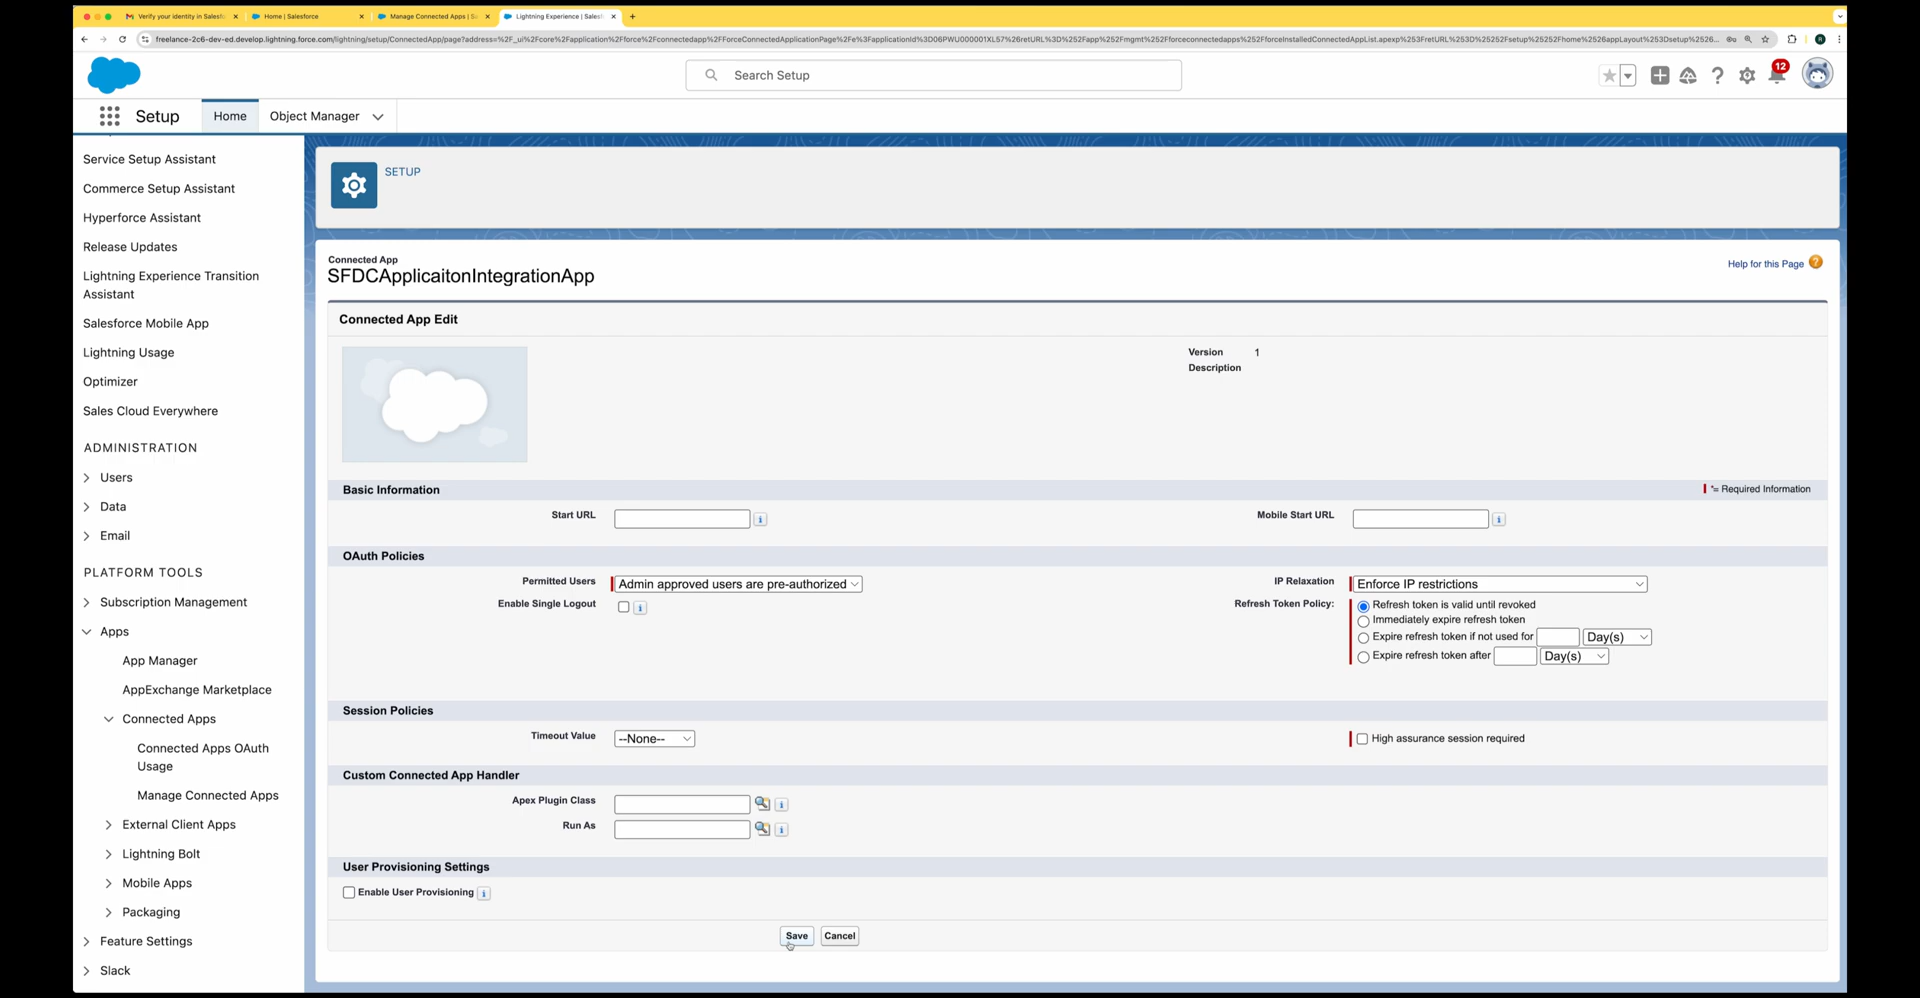 Verify your identity in Salesf
Home | Salesforce
Manage Connected Apps | S
Lightning Experience | Sales
Search Setup
12
Setup
Home
Object Manager
Service Setup Assistant
Commerce Setup Assistant
Hyperforce Assistant
Release Updates
Lightning Experience Transition
Assistant
Salesforce Mobile App
Lightning Usage
Optimizer
Sales Cloud Everywhere
ADMINISTRATION
Users
Data
Email
PLATFORM TOOLS
Subscription Management
Apps
App Manager
AppExchange Marketplace
Connected Apps
Connected Apps OAuth
Usage
Manage Connected Apps
External Client Apps
Lightning Bolt
Mobile Apps
Packaging
Feature Settings
Slack
SETUP
Connected App
SFDCApplicaitonIntegrationApp
Help for this Page
Connected App Edit
Version 1
Description
Basic Information
*= Required Information
Start URL
Mobile Start URL
OAuth Policies
Permitted Users Admin approved users are pre-authorized
IP Relaxation Enforce IP restrictions
Enable Single Logout
Refresh Token Policy: Refresh token is valid until revoked
Immediately expire refresh token
Expire refresh token if not used for Day(s)
Expire refresh token after Day(s)
Session Policies
Timeout Value --None--
High assurance session required
Custom Connected App Handler
Apex Plugin Class
Run As
User Provisioning Settings
Enable User Provisioning
Save Cancel